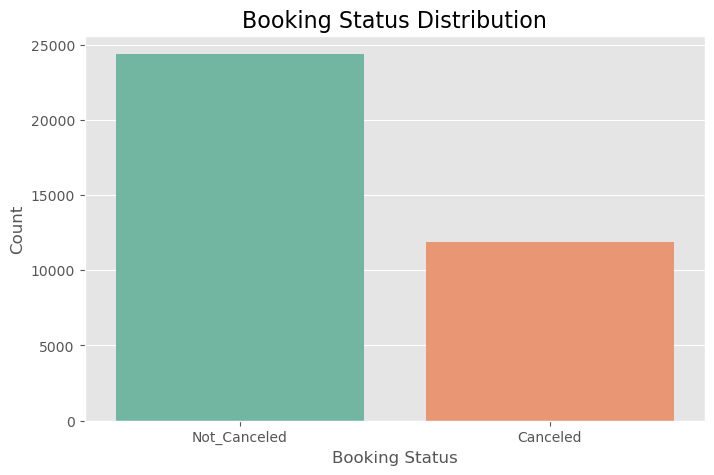 Booking Status Distribution
25000
20000
15000
10000
5000
0
Count
Not_Canceled
Canceled
Booking Status